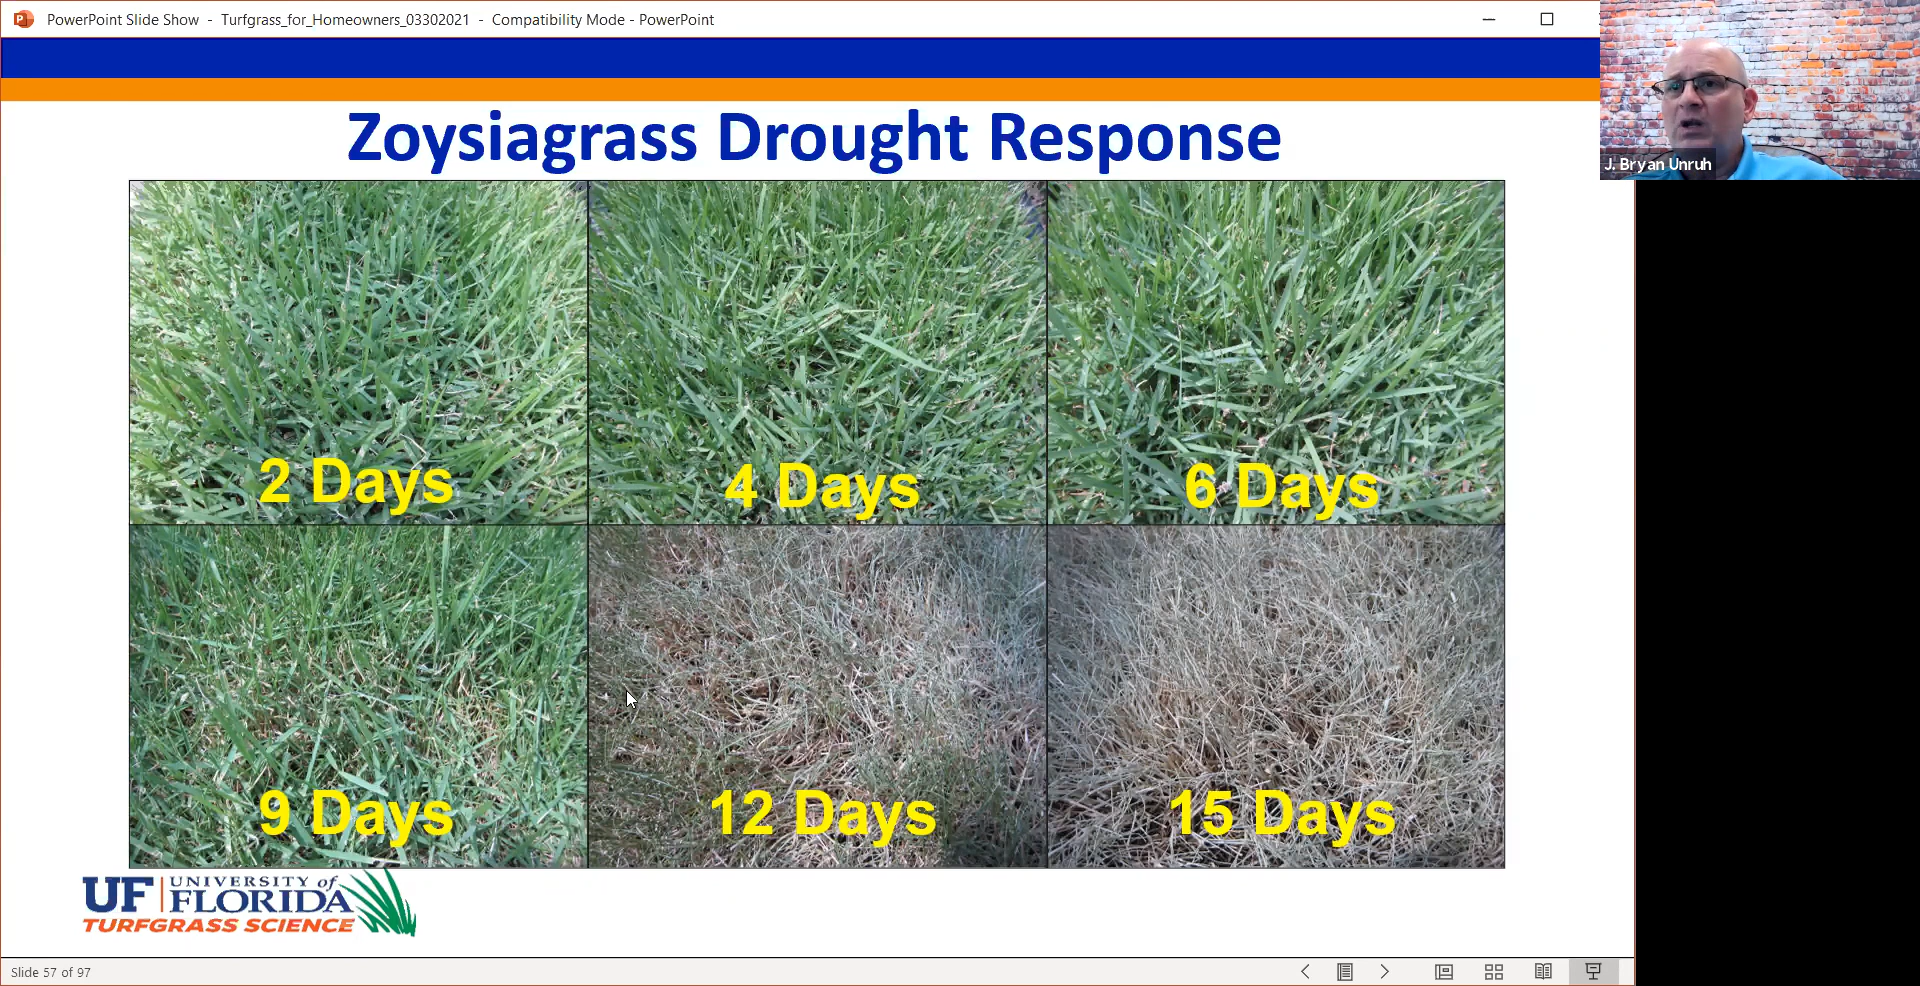 PowerPoint Slide Show - Turfgrass_for_Homeowners_03302021 - Compatibility Mode - PowerPoint
J. Bryan Unruh
Zoysiagrass Drought Response
2 Days
4 Days
6 Days
9 Days
12 Days
15 Days
UF UNIVERSITY of
FLORIDA
TURFGRASS SCIENCE
Slide 57 of 97